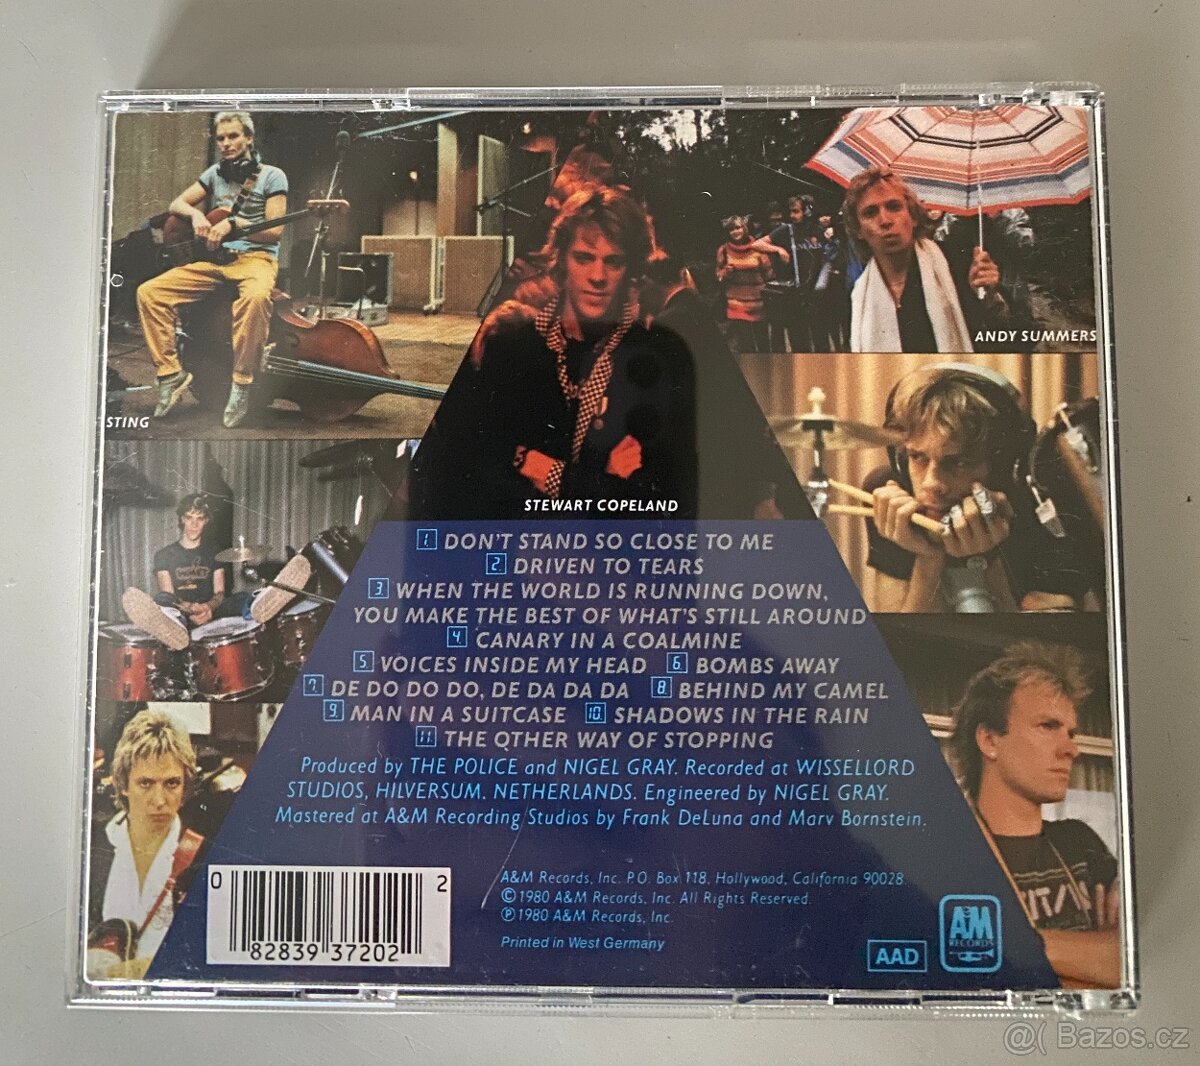 STING
STEWART COPELAND
ANDY SUMMERS
1. DON'T STAND SO CLOSE TO ME
2. DRIVEN TO TEARS
3. WHEN THE WORLD IS RUNNING DOWN,
YOU MAKE THE BEST OF WHAT'S STILL AROUND
4. CANARY IN A COALMINE
5. VOICES INSIDE MY HEAD 6. BOMBS AWAY
7. DE DO DO DO, DE DA DA DA 8. BEHIND MY CAMEL
9. MAN IN A SUITCASE 10. SHADOWS IN THE RAIN
11. THE OTHER WAY OF STOPPING
Produced by THE POLICE and NIGEL GRAY. Recorded at WISSELLORD
STUDIOS, HILVERSUM. NETHERLANDS. Engineered by NIGEL GRAY.
Mastered at A&M Recording Studios by Frank DeLuna and Marv Bornstein.
A&M Records, Inc. P.O. Box 118, Hollywood, California 90028.
©1980 A&M Records, Inc. All Rights Reserved.
℗1980 A&M Records, Inc.
Printed in West Germany
0 82839 37202 2
AAD
A&M
RECORDS
@( Bazos.cz